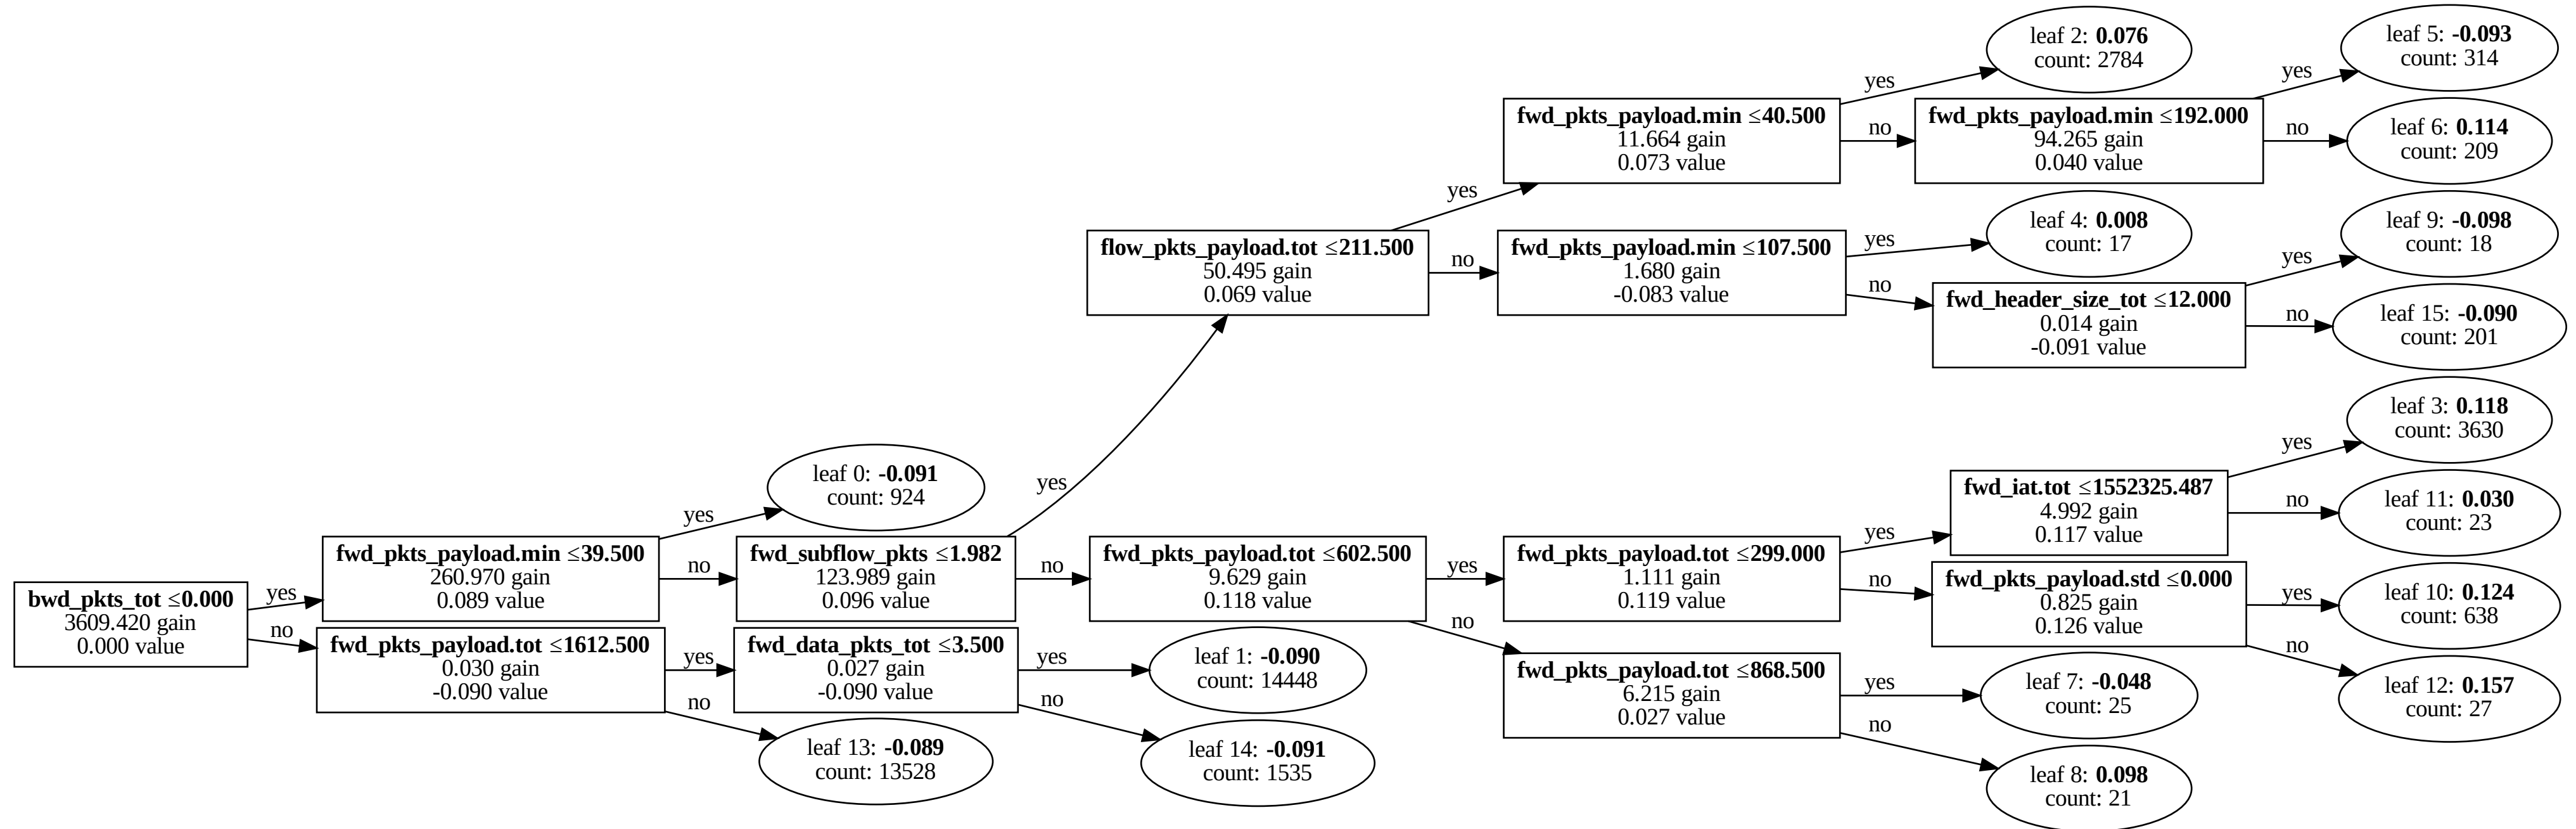 bwd_pkts_tot ≤0.000
3609.420 gain
0.000 value
yes
no
fwd_pkts_payload.min ≤39.500
260.970 gain
0.089 value
yes
no
leaf 0: -0.091
count: 924
fwd_subflow_pkts ≤1.982
123.989 gain
0.096 value
yes
no
flow_pkts_payload.tot ≤211.500
50.495 gain
0.069 value
yes
no
fwd_pkts_payload.min ≤40.500
11.664 gain
0.073 value
yes
no
leaf 2: 0.076
count: 2784
fwd_pkts_payload.min ≤192.000
94.265 gain
0.040 value
yes
no
leaf 5: -0.093
count: 314
leaf 6: 0.114
count: 209
fwd_pkts_payload.min ≤107.500
1.680 gain
-0.083 value
yes
no
leaf 4: 0.008
count: 17
fwd_header_size_tot ≤12.000
0.014 gain
-0.091 value
yes
no
leaf 9: -0.098
count: 18
leaf 15: -0.090
count: 201
fwd_pkts_payload.tot ≤602.500
9.629 gain
0.118 value
yes
no
fwd_pkts_payload.tot ≤299.000
1.111 gain
0.119 value
yes
no
fwd_iat.tot ≤1552325.487
4.992 gain
0.117 value
yes
no
leaf 3: 0.118
count: 3630
leaf 11: 0.030
count: 23
fwd_pkts_payload.std ≤0.000
0.825 gain
0.126 value
yes
no
leaf 10: 0.124
count: 638
leaf 12: 0.157
count: 27
fwd_pkts_payload.tot ≤868.500
6.215 gain
0.027 value
yes
no
leaf 7: -0.048
count: 25
leaf 8: 0.098
count: 21
fwd_pkts_payload.tot ≤1612.500
0.030 gain
-0.090 value
yes
no
fwd_data_pkts_tot ≤3.500
0.027 gain
-0.090 value
yes
no
leaf 1: -0.090
count: 14448
leaf 14: -0.091
count: 1535
leaf 13: -0.089
count: 13528